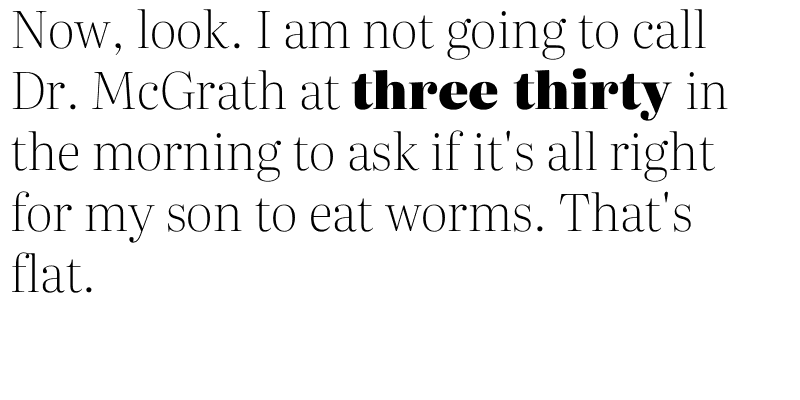 Now, look. I am not going to call
Dr. McGrath at three thirty in
the morning to ask if it's all right
for my son to eat worms. That's
flat.